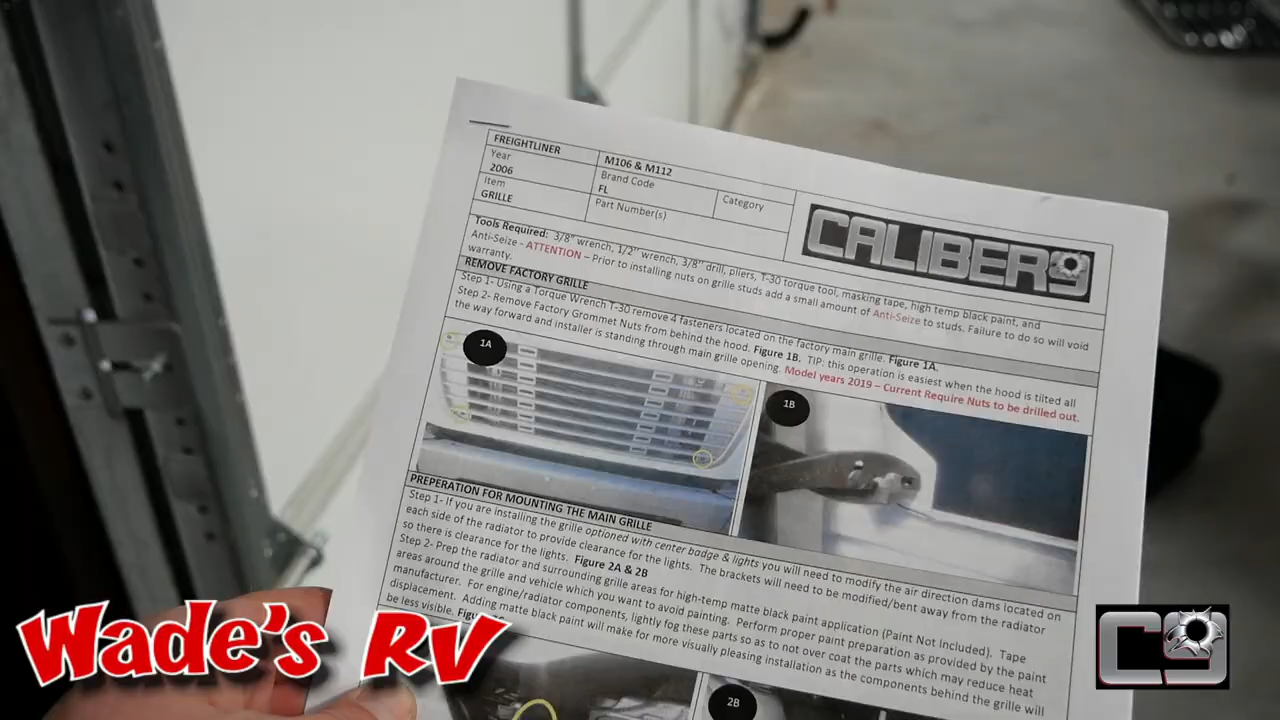 FREIGHTLINER
M106 & M112
Year
2006
Brand Code
FL
Category
Item
GRILLE
Part Number(s)
CALIBER9
Tools Required: 3/8" wrench, 1/2" wrench, 3/8" drill, pliers, T-30 torque tool, masking tape, high temp black paint, and
Anti-Seize - ATTENTION – Prior to installing nuts on grille studs add a small amount of Anti-Seize to studs. Failure to do so will void
warranty.
REMOVE FACTORY GRILLE
Step 1- Using a Torque Wrench T-30 remove 4 fasteners located on the factory main grille. Figure 1A.
Step 2- Remove Factory Grommet Nuts from behind the hood. Figure 1B. TIP: this operation is easiest when the hood is tilted all
the way forward and installer is standing through main grille opening. Model years 2019 – Current Require Nuts to be drilled out.
1A
1B
PREPERATION FOR MOUNTING THE MAIN GRILLE
Step 1- If you are installing the grille optioned with center badge & lights you will need to modify the air direction dams located on
each side of the radiator to provide clearance for the lights. The brackets will need to be modified/bent away from the radiator
so there is clearance for the lights. Figure 2A & 2B
Step 2- Prep the radiator and surrounding grille areas for high-temp matte black paint application (Paint Not Included). Tape
areas around the grille and vehicle which you want to avoid painting. Perform proper paint preparation as provided by the paint
manufacturer. For engine/radiator components, lightly fog these parts so as to not over coat the parts which may reduce heat
displacement. Adding matte black paint will make for more visually pleasing installation as the components behind the grille will
be less visible.
2B
Wade's RV
C9